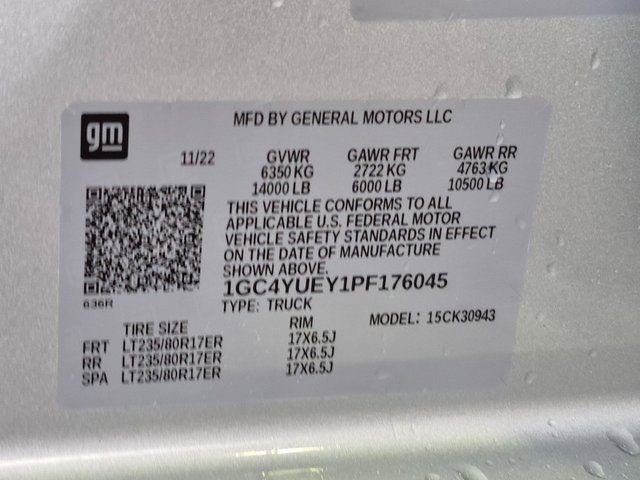 gm
MFD BY GENERAL MOTORS LLC
11/22 GVWR GAWR FRT GAWR RR
6350 KG 2722 KG 4763 KG
14000 LB 6000 LB 10500 LB
THIS VEHICLE CONFORMS TO ALL
APPLICABLE U.S. FEDERAL MOTOR
VEHICLE SAFETY STANDARDS IN EFFECT
ON THE DATE OF MANUFACTURE
SHOWN ABOVE.
1GC4YUEY1PF176045
636R
TYPE: TRUCK
MODEL: 15CK30943
TIRE SIZE RIM
FRT LT235/80R17ER 17X6.5J
RR LT235/80R17ER 17X6.5J
SPA LT235/80R17ER 17X6.5J